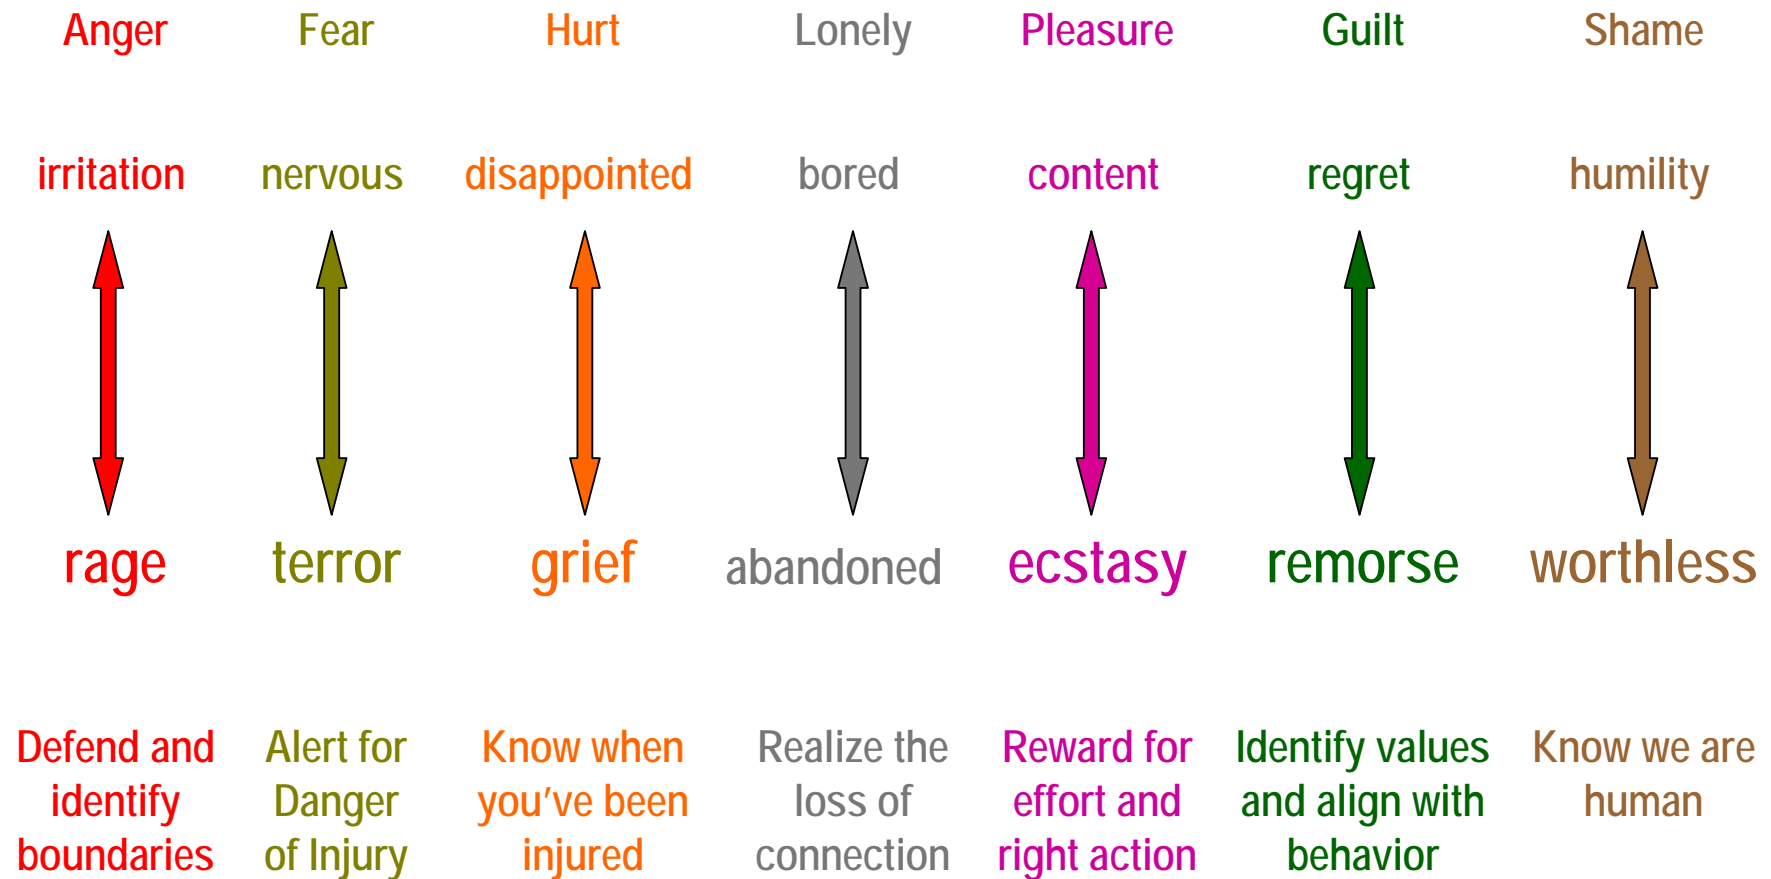 Anger Fear Hurt Lonely Pleasure Guilt Shame
irritation nervous disappointed bored content regret humility
rage terror grief abandoned ecstasy remorse worthless
Defend and
identify
boundaries
Alert for
Danger
of Injury
Know when
you've been
injured
Realize the
loss of
connection
Reward for
effort and
right action
Identify values
and align with
behavior
Know we are
human